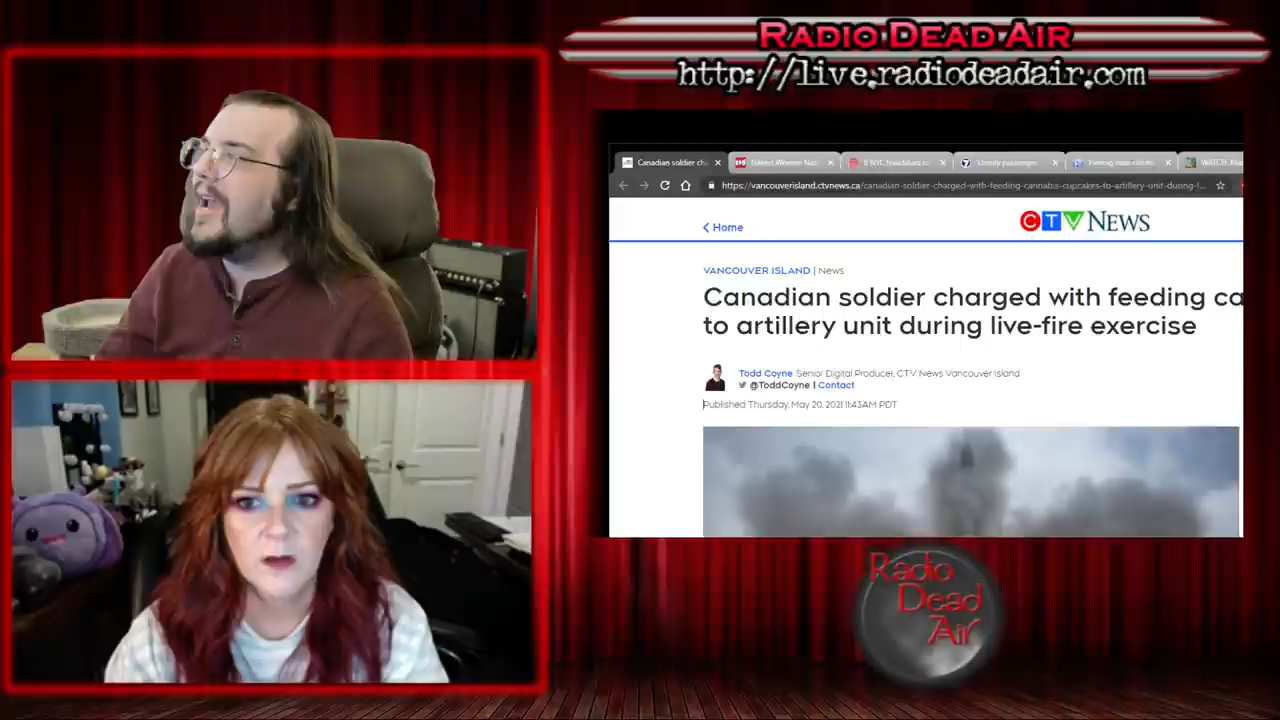 RADIO DEAD AIR
http://live.radiodeadair.com
Canadian soldier ch
https://vancouverisland.ctvnews.ca/canadian-soldier-charged-with-feeding-cannabis-cupcakes-to-artillery-unit-during-l...
Home
CTV NEWS
VANCOUVER ISLAND | News
Canadian soldier charged with feeding ca
to artillery unit during live-fire exercise
Todd Coyne Senior Digital Producer, CTV News Vancouver Island
@ToddCoyne | Contact
Published Thursday, May 20, 2021 11:43AM PDT
Radio
Dead
Air